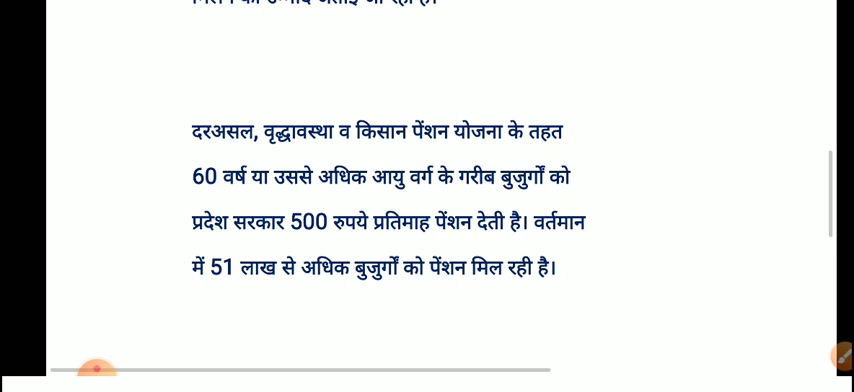 दरअसल, वृद्धावस्था व किसान पेंशन योजना के तहत
60 वर्ष या उससे अधिक आयु वर्ग के गरीब बुजुर्गों को
प्रदेश सरकार 500 रुपये प्रतिमाह पेंशन देती है। वर्तमान
में 51 लाख से अधिक बुजुर्गों को पेंशन मिल रही है।